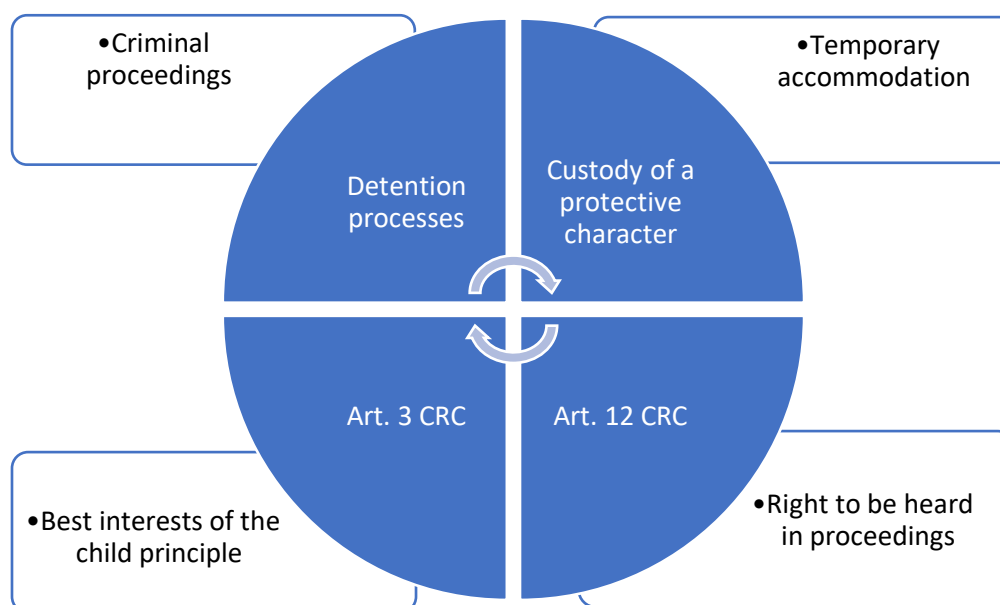 •Criminal
proceedings
•Temporary
accommodation
Detention
processes
Custody of a
protective
character
Art. 3 CRC
Art. 12 CRC
•Best interests of the
child principle
•Right to be heard
in proceedings